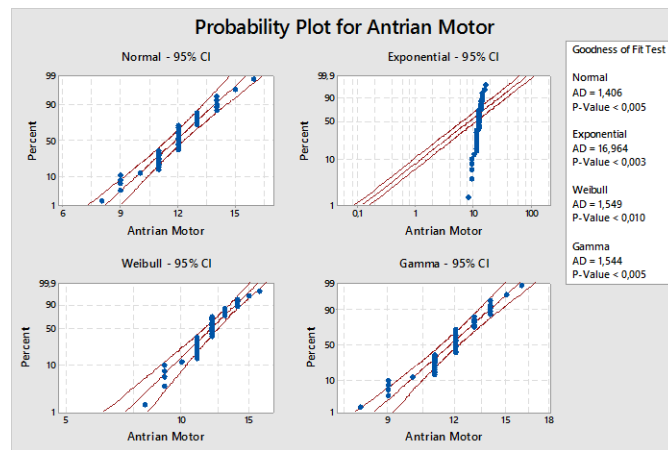 Probability Plot for Antrian Motor
Normal - 95% CI
99
90
50
10
1
Percent
6 9 12 15
Antrian Motor
Exponential - 95% CI
99,9
90
50
10
1
Percent
0,1 1 10 100
Antrian Motor
Weibull - 95% CI
99,9
90
50
10
1
Percent
5 10 15
Antrian Motor
Gamma - 95% CI
99
90
50
10
1
Percent
9 12 15 18
Antrian Motor
Goodness of Fit Test
Normal
AD = 1,406
P-Value < 0,005
Exponential
AD = 16,964
P-Value < 0,003
Weibull
AD = 1,549
P-Value < 0,010
Gamma
AD = 1,544
P-Value < 0,005